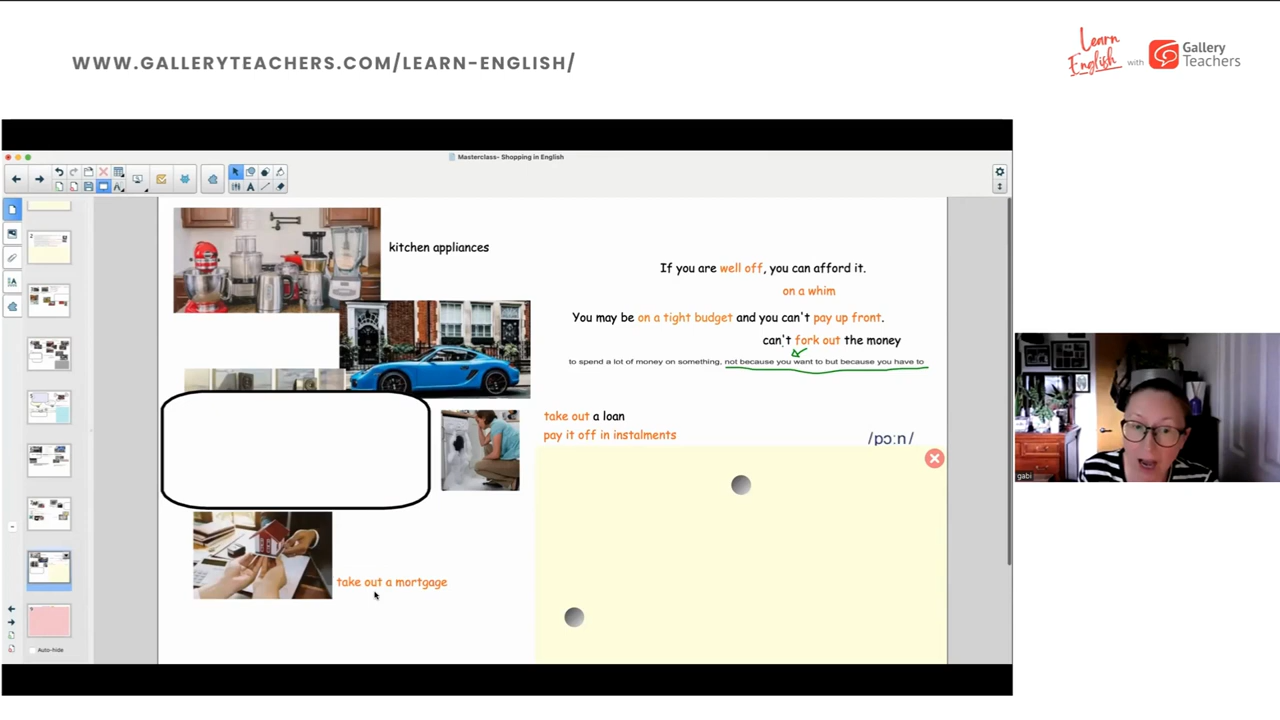 WWW.GALLERYTEACHERS.COM/LEARN-ENGLISH/
Learn
English
with
Gallery
Teachers
Masterclass- Shopping in English
kitchen appliances
If you are well off, you can afford it.
on a whim
You may be on a tight budget and you can't pay up front.
can't fork out the money
to spend a lot of money on something, not because you want to but because you have to
take out a loan
pay it off in instalments
/pɔːn/
take out a mortgage
Auto-hide
gabi